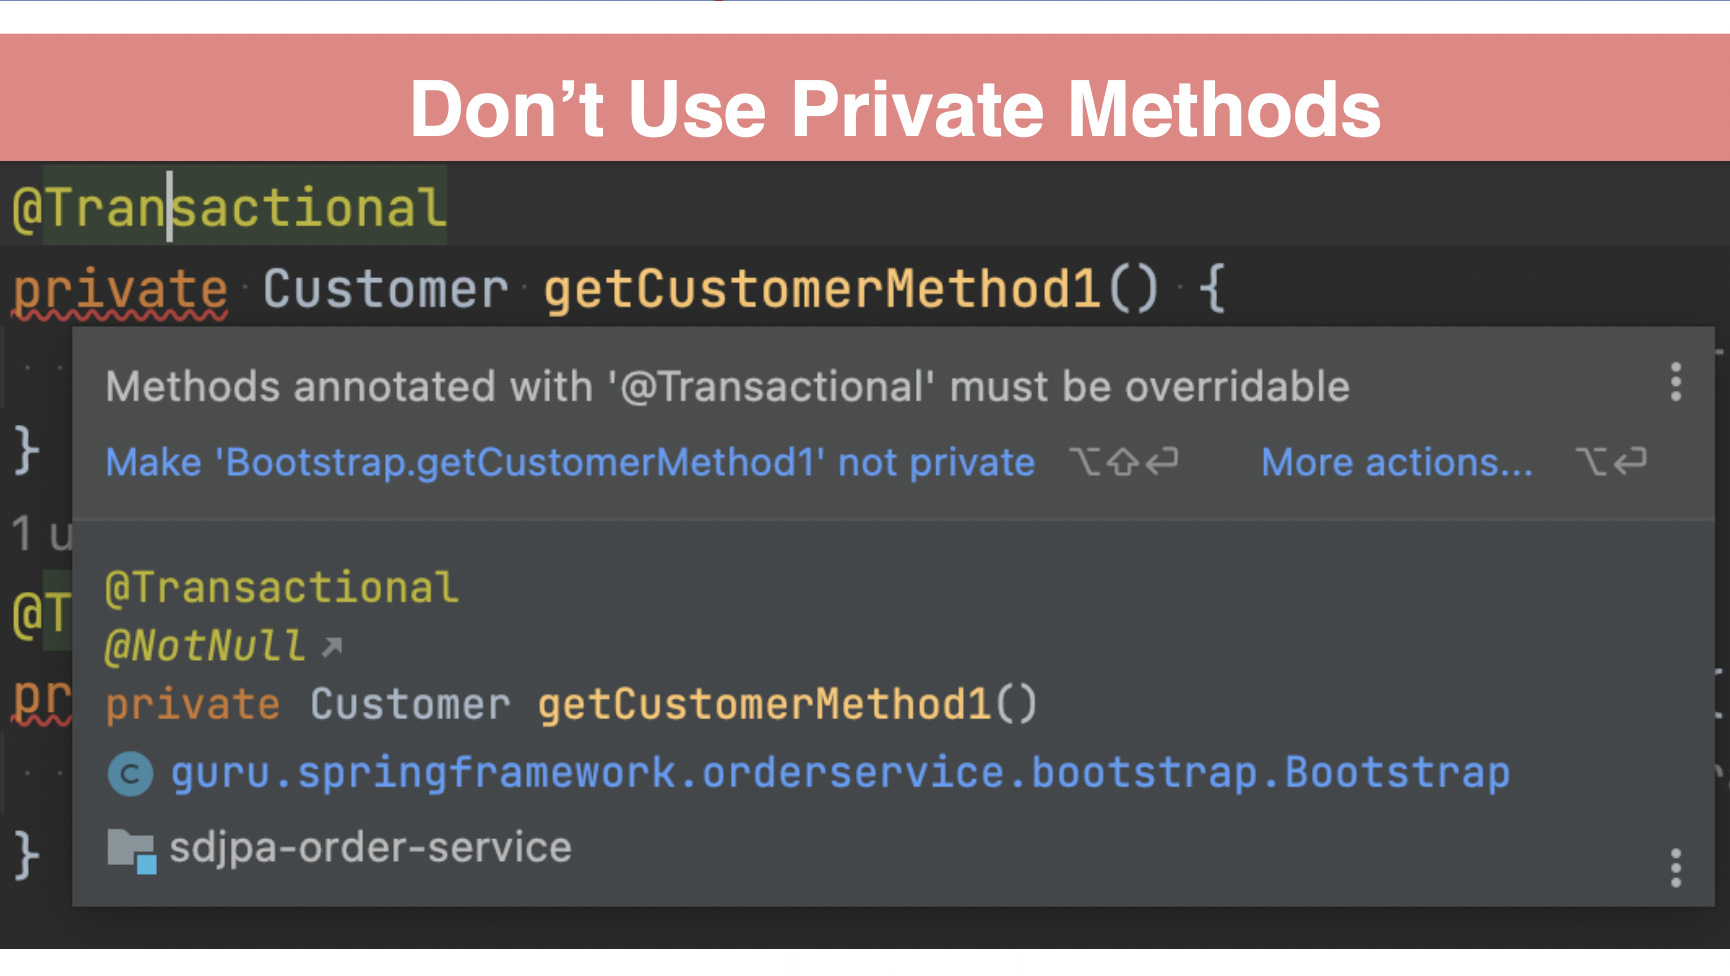 Don’t Use Private Methods
@Transactional
private Customer getCustomerMethod1() {
Methods annotated with '@Transactional' must be overridable
Make 'Bootstrap.getCustomerMethod1' not private ⌥⇧⏎ More actions... ⌥⏎
}
1 u
@T
pr
@Transactional
@NotNull ↗
private Customer getCustomerMethod1()
guru.springframework.orderservice.bootstrap.Bootstrap
sdjpa-order-service
}